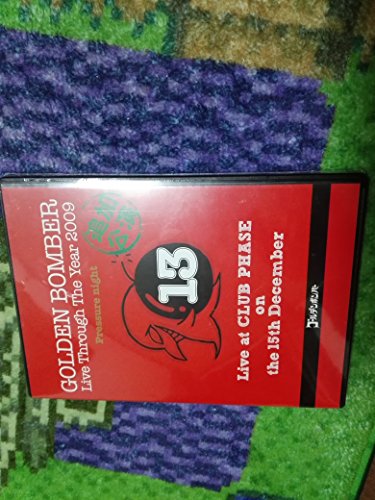 GOLDEN BOMBER
Live Through The Year 2009
Pressure night
13
Live at CLUB PHASE
on
the 15th December
ゴールデンボンバー